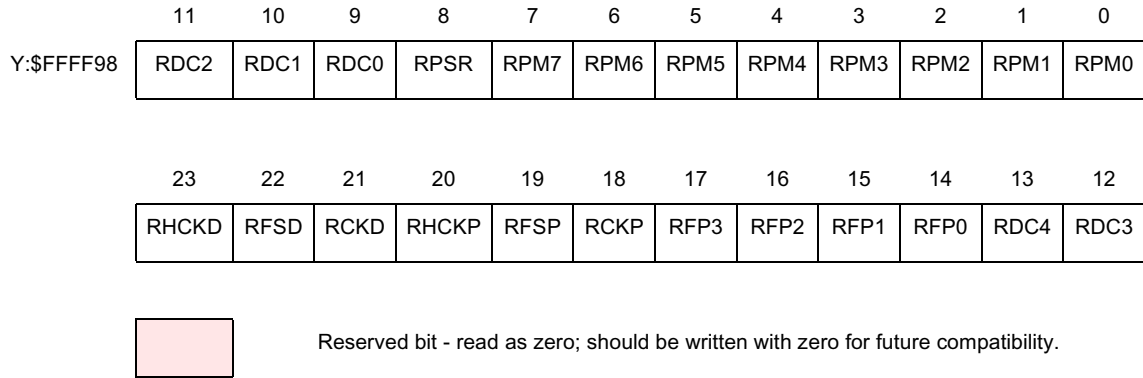 11 10 9 8 7 6 5 4 3 2 1 0
Y:$FFFF98 RDC2 RDC1 RDC0 RPSR RPM7 RPM6 RPM5 RPM4 RPM3 RPM2 RPM1 RPM0
23 22 21 20 19 18 17 16 15 14 13 12
RHCKD RFSD RCKD RHCKP RFSP RCKP RFP3 RFP2 RFP1 RFP0 RDC4 RDC3
Reserved bit - read as zero; should be written with zero for future compatibility.